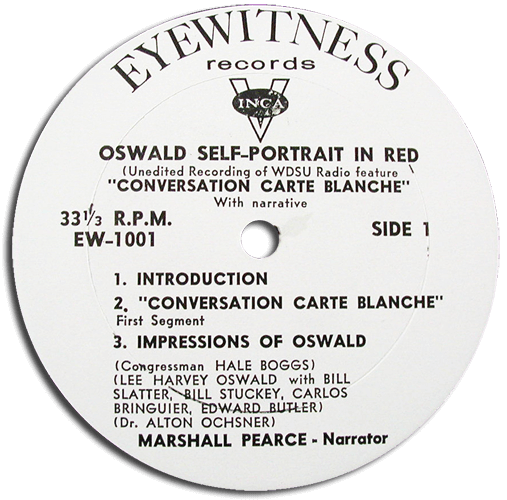 EYEWITNESS
records
INCA
OSWALD SELF-PORTRAIT IN RED
(Unedited Recording of WDSU Radio feature
"CONVERSATION CARTE BLANCHE"
With narrative
33⅓ R.P.M.
EW-1001
SIDE 1
1. INTRODUCTION
2. "CONVERSATION CARTE BLANCHE"
First Segment
3. IMPRESSIONS OF OSWALD
(Congressman HALE BOGGS)
(LEE HARVEY OSWALD with BILL
SLATTER, BILL STUCKEY, CARLOS
BRINGUIER, EDWARD BUTLER)
(Dr. ALTON OCHSNER)
MARSHALL PEARCE - Narrator